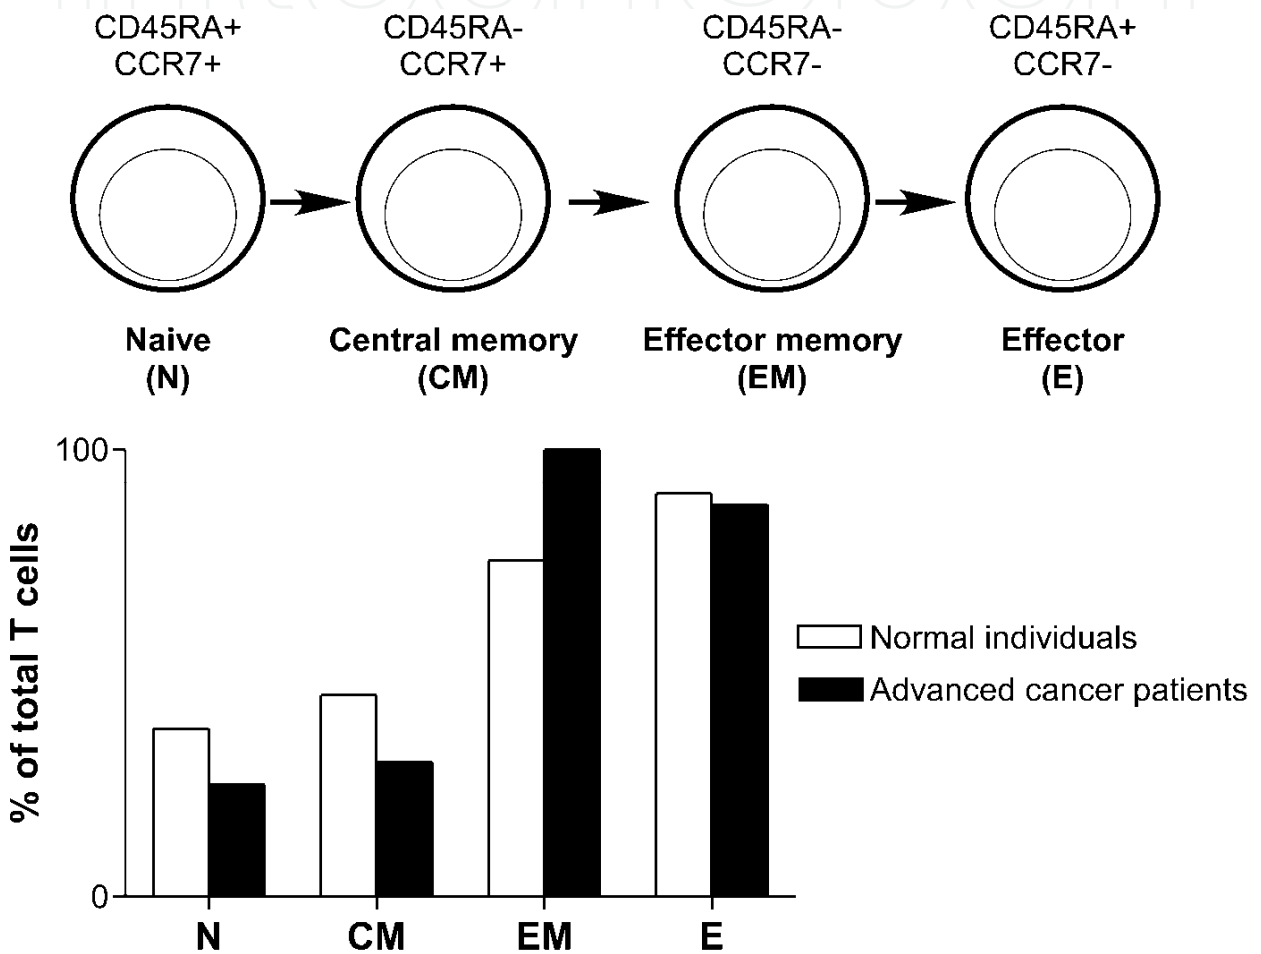 CD45RA+
CCR7+
CD45RA-
CCR7+
CD45RA-
CCR7-
CD45RA+
CCR7-
Naive
(N)
Central memory
(CM)
Effector memory
(EM)
Effector
(E)
100
0
% of total T cells
N
CM
EM
E
Normal individuals
Advanced cancer patients